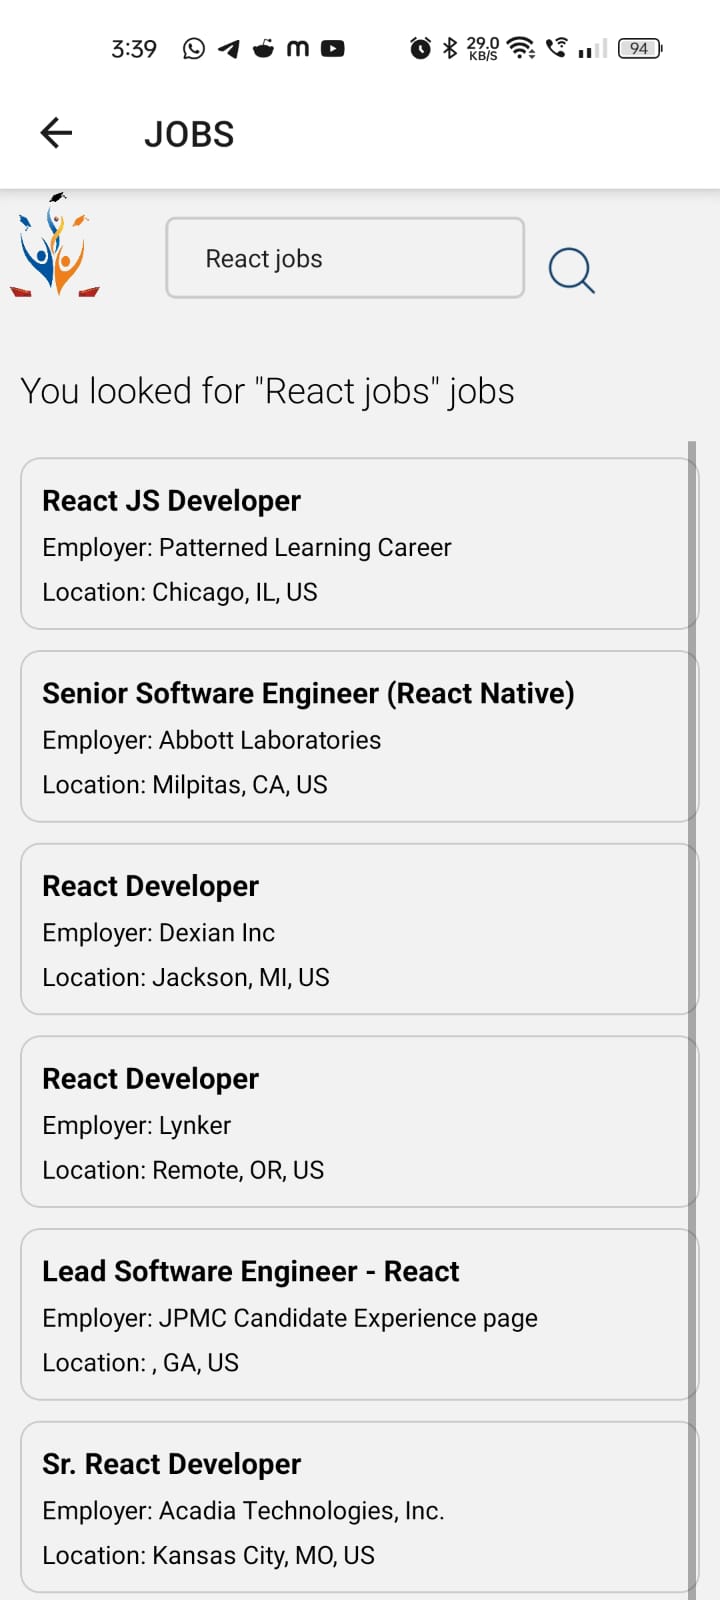 3:39 29.0 KB/S 94
JOBS
React jobs
You looked for "React jobs" jobs
React JS Developer
Employer: Patterned Learning Career
Location: Chicago, IL, US
Senior Software Engineer (React Native)
Employer: Abbott Laboratories
Location: Milpitas, CA, US
React Developer
Employer: Dexian Inc
Location: Jackson, MI, US
React Developer
Employer: Lynker
Location: Remote, OR, US
Lead Software Engineer - React
Employer: JPMC Candidate Experience page
Location: , GA, US
Sr. React Developer
Employer: Acadia Technologies, Inc.
Location: Kansas City, MO, US